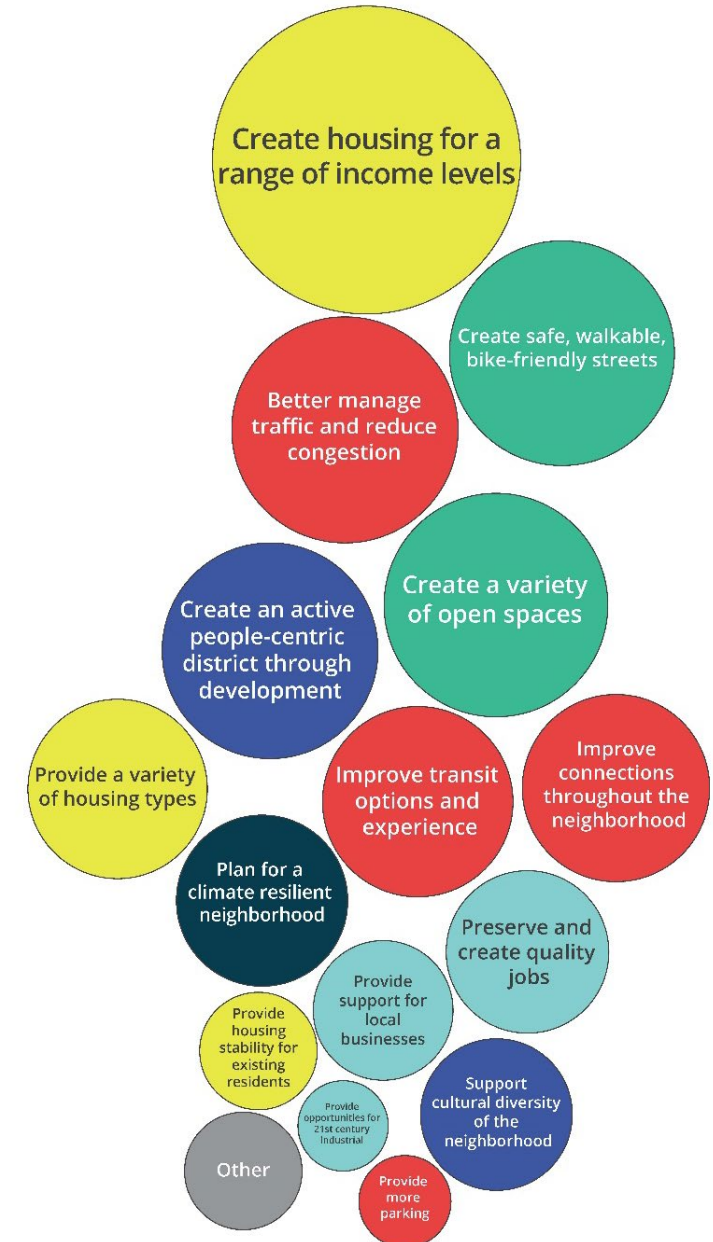 Create housing for a
range of income levels
Create safe, walkable,
bike-friendly streets
Better manage
traffic and reduce
congestion
Create a variety
of open spaces
Create an active
people-centric
district through
development
Provide a variety
of housing types
Improve transit
options and
experience
Improve
connections
throughout the
neighborhood
Plan for a
climate resilient
neighborhood
Preserve and
create quality
jobs
Provide
support for
local
businesses
Provide
housing
stability for
existing
residents
Support
cultural diversity
of the
neighborhood
Provide
opportunities for
21st century
Industrial
Other
Provide
more
parking